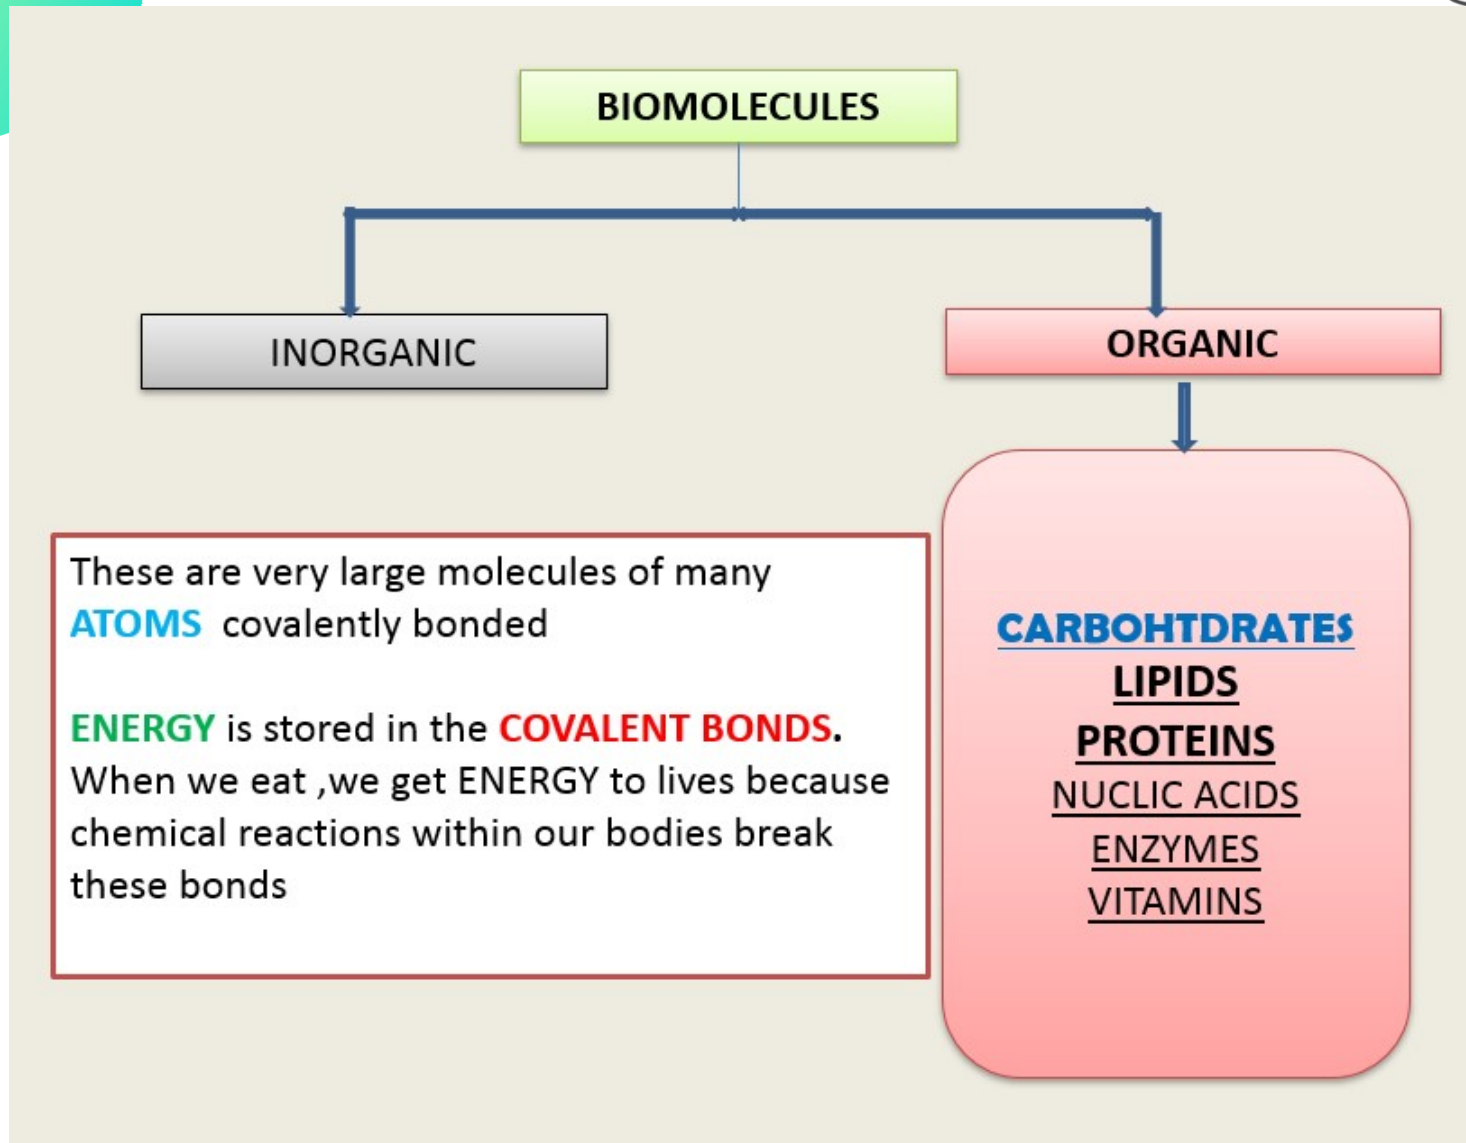 BIOMOLECULES
INORGANIC
ORGANIC
These are very large molecules of many
ATOMS covalently bonded
ENERGY is stored in the COVALENT BONDS.
When we eat ,we get ENERGY to lives because
chemical reactions within our bodies break
these bonds
CARBOHTDRATES
LIPIDS
PROTEINS
NUCLIC ACIDS
ENZYMES
VITAMINS